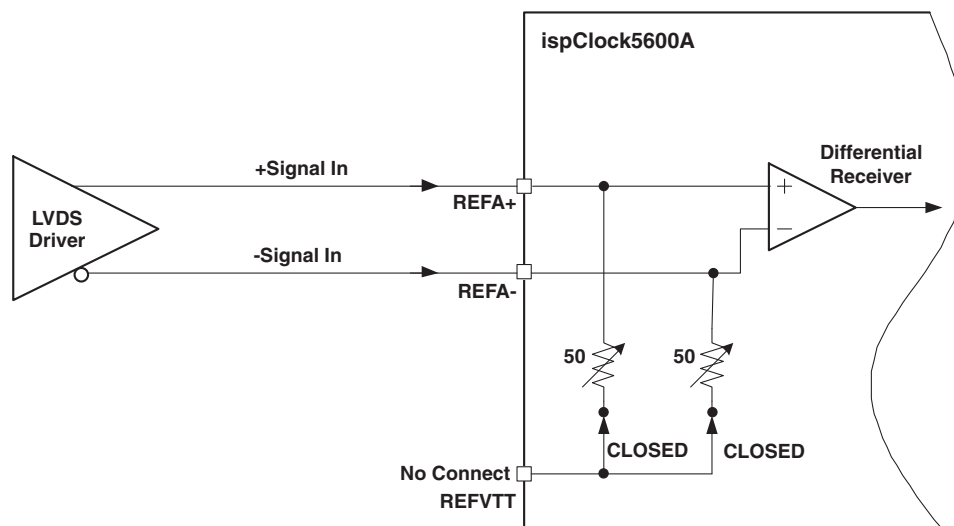 ispClock5600A
+Signal In
Differential
Receiver
REFA+
+
LVDS
Driver
-Signal In
−
REFA-
50
50
CLOSED
CLOSED
No Connect
REFVTT